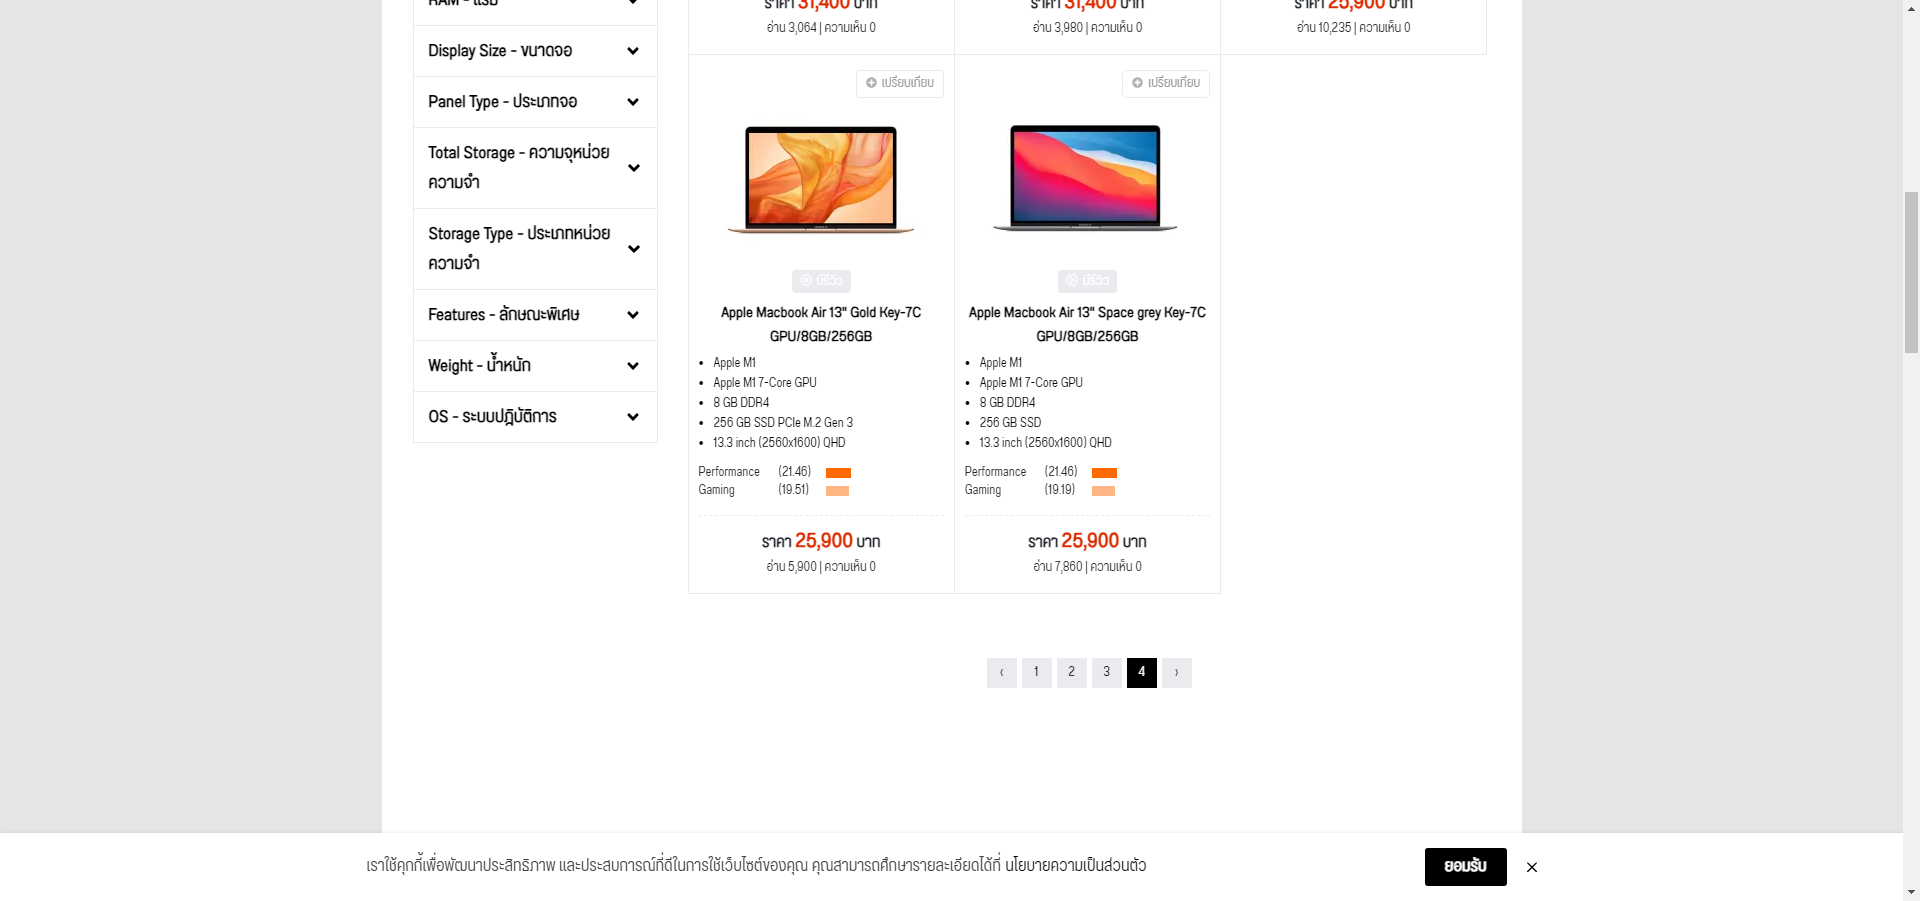 RAM - แรม
Display Size - ขนาดจอ
Panel Type - ประเภทจอ
Total Storage - ความจุหน่วย
ความจำ
Storage Type - ประเภทหน่วย
ความจำ
Features - ลักษณะพิเศษ
Weight - น้ำหนัก
OS - ระบบปฏิบัติการ
ราคา 31,400 บาท
อ่าน 3,064 | ความเห็น 0
ราคา 31,400 บาท
อ่าน 3,980 | ความเห็น 0
ราคา 25,900 บาท
อ่าน 10,235 | ความเห็น 0
เปรียบเทียบ
มีรีวิว
Apple Macbook Air 13" Gold Key-7C
GPU/8GB/256GB
Apple M1
Apple M1 7-Core GPU
8 GB DDR4
256 GB SSD PCIe M.2 Gen 3
13.3 inch (2560x1600) QHD
Performance (21.46)
Gaming (19.51)
ราคา 25,900 บาท
อ่าน 5,900 | ความเห็น 0
เปรียบเทียบ
มีรีวิว
Apple Macbook Air 13" Space grey Key-7C
GPU/8GB/256GB
Apple M1
Apple M1 7-Core GPU
8 GB DDR4
256 GB SSD
13.3 inch (2560x1600) QHD
Performance (21.46)
Gaming (19.19)
ราคา 25,900 บาท
อ่าน 7,860 | ความเห็น 0
‹ 1 2 3 4 ›
เราใช้คุกกี้เพื่อพัฒนาประสิทธิภาพ และประสบการณ์ที่ดีในการใช้เว็บไซต์ของคุณ คุณสามารถศึกษารายละเอียดได้ที่ นโยบายความเป็นส่วนตัว
ยอมรับ